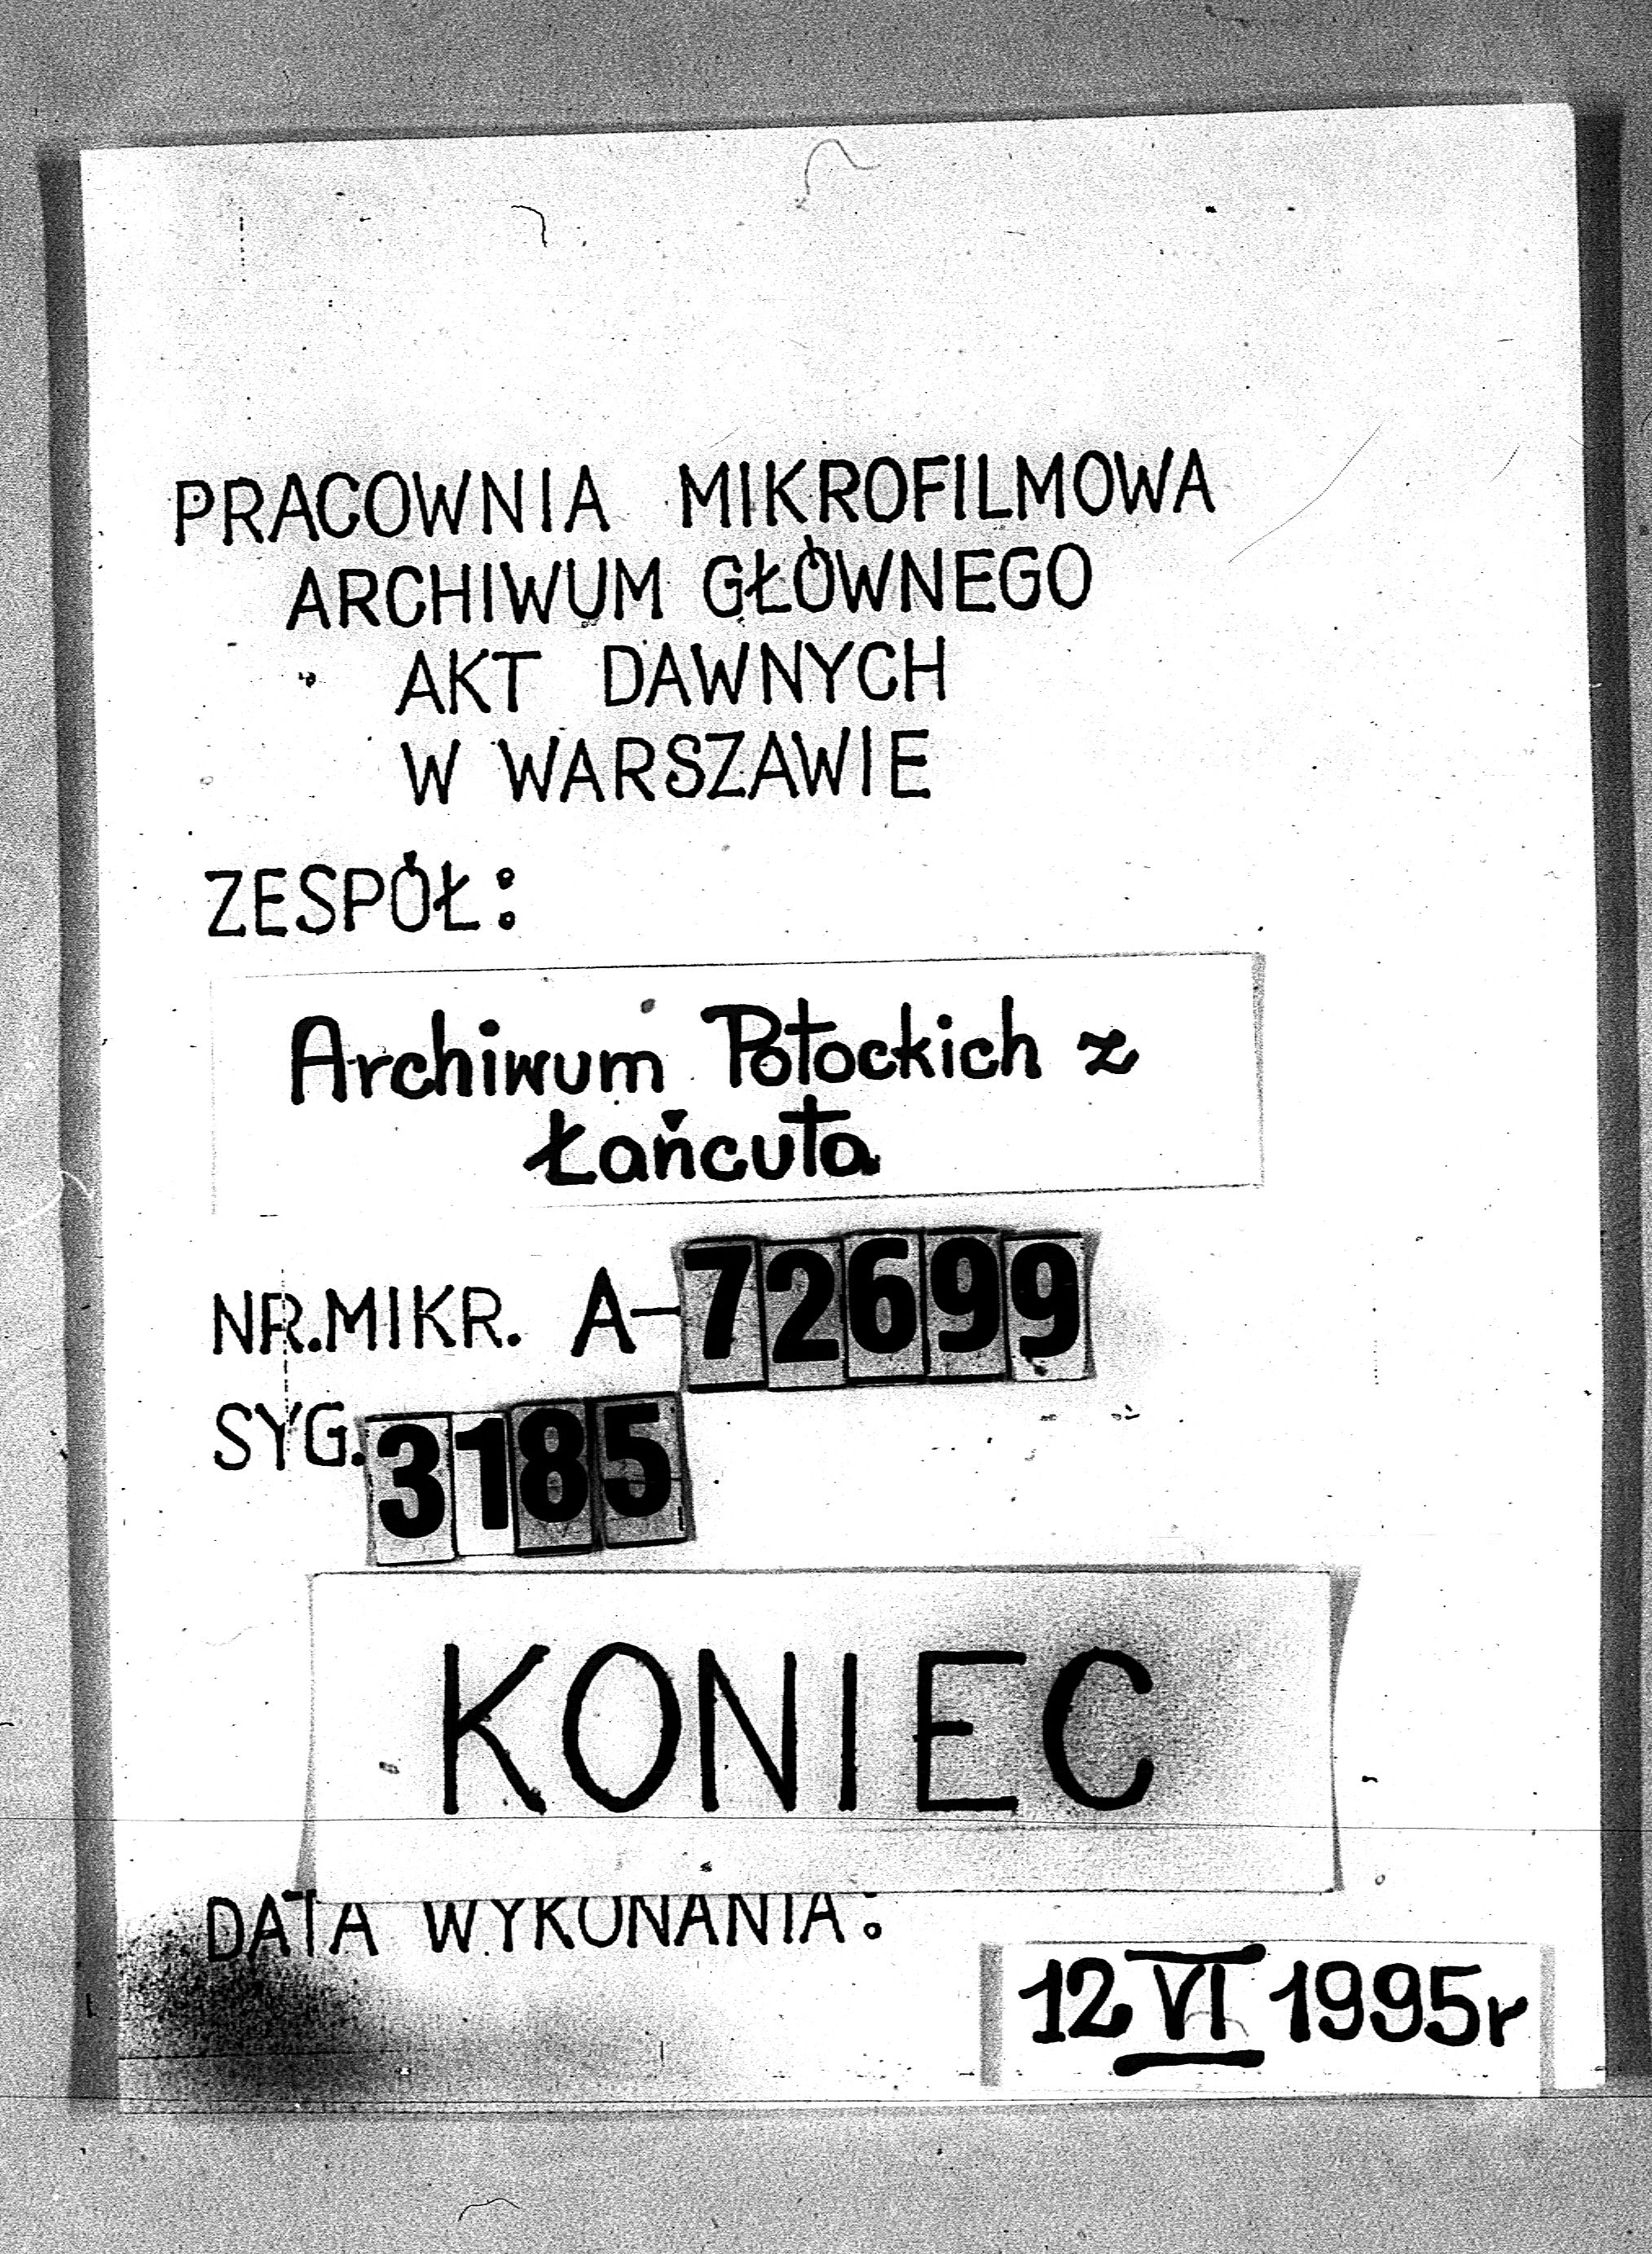 PRACOWNIA MIKROFILMOWA
ARCHIWUM GŁÓWNEGO
AKT DAWNYCH
W WARSZAWIE
ZESPÓŁ:
Archiwum Potockich z
Łańcuta
NR.MIKR. A-72699
SYG. 3185
KONIEC
DATA WYKONANIA:
12 VI 1995r